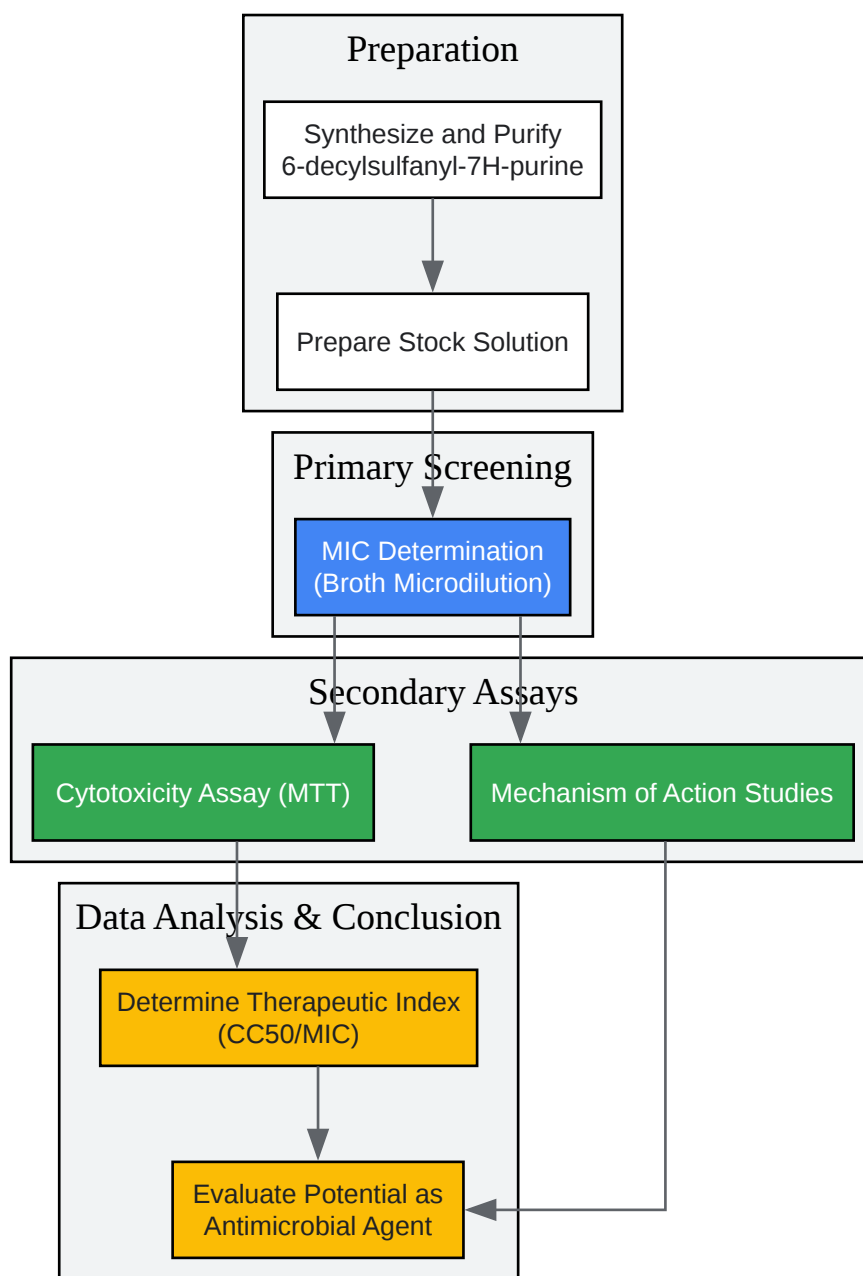 Preparation
Synthesize and Purify
6-decylsulfanyl-7H-purine
Prepare Stock Solution
Primary Screening
MIC Determination
(Broth Microdilution)
Secondary Assays
Cytotoxicity Assay (MTT)
Mechanism of Action Studies
Data Analysis & Conclusion
Determine Therapeutic Index
(CC50/MIC)
Evaluate Potential as
Antimicrobial Agent